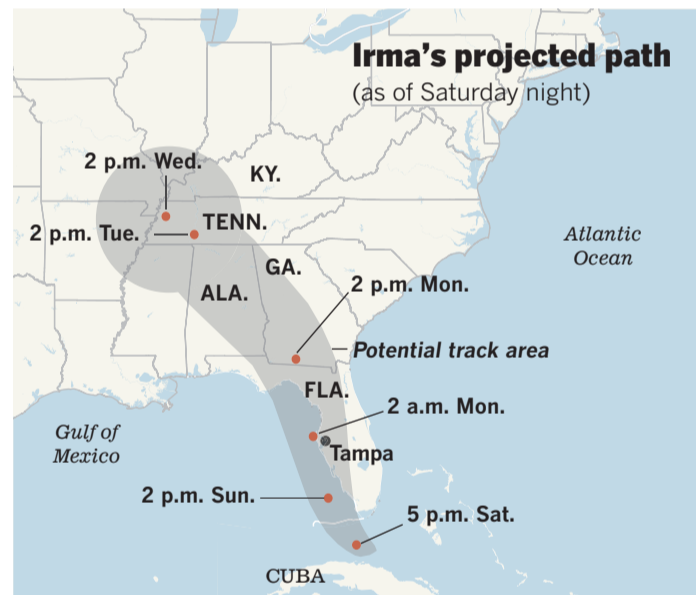 Irma's projected path
(as of Saturday night)
2 p.m. Wed.
KY.
TENN.
2 p.m. Tue.
Atlantic
Ocean
GA.
2 p.m. Mon.
ALA.
Potential track area
FLA.
2 a.m. Mon.
Gulf of
Mexico
Tampa
2 p.m. Sun.
5 p.m. Sat.
CUBA